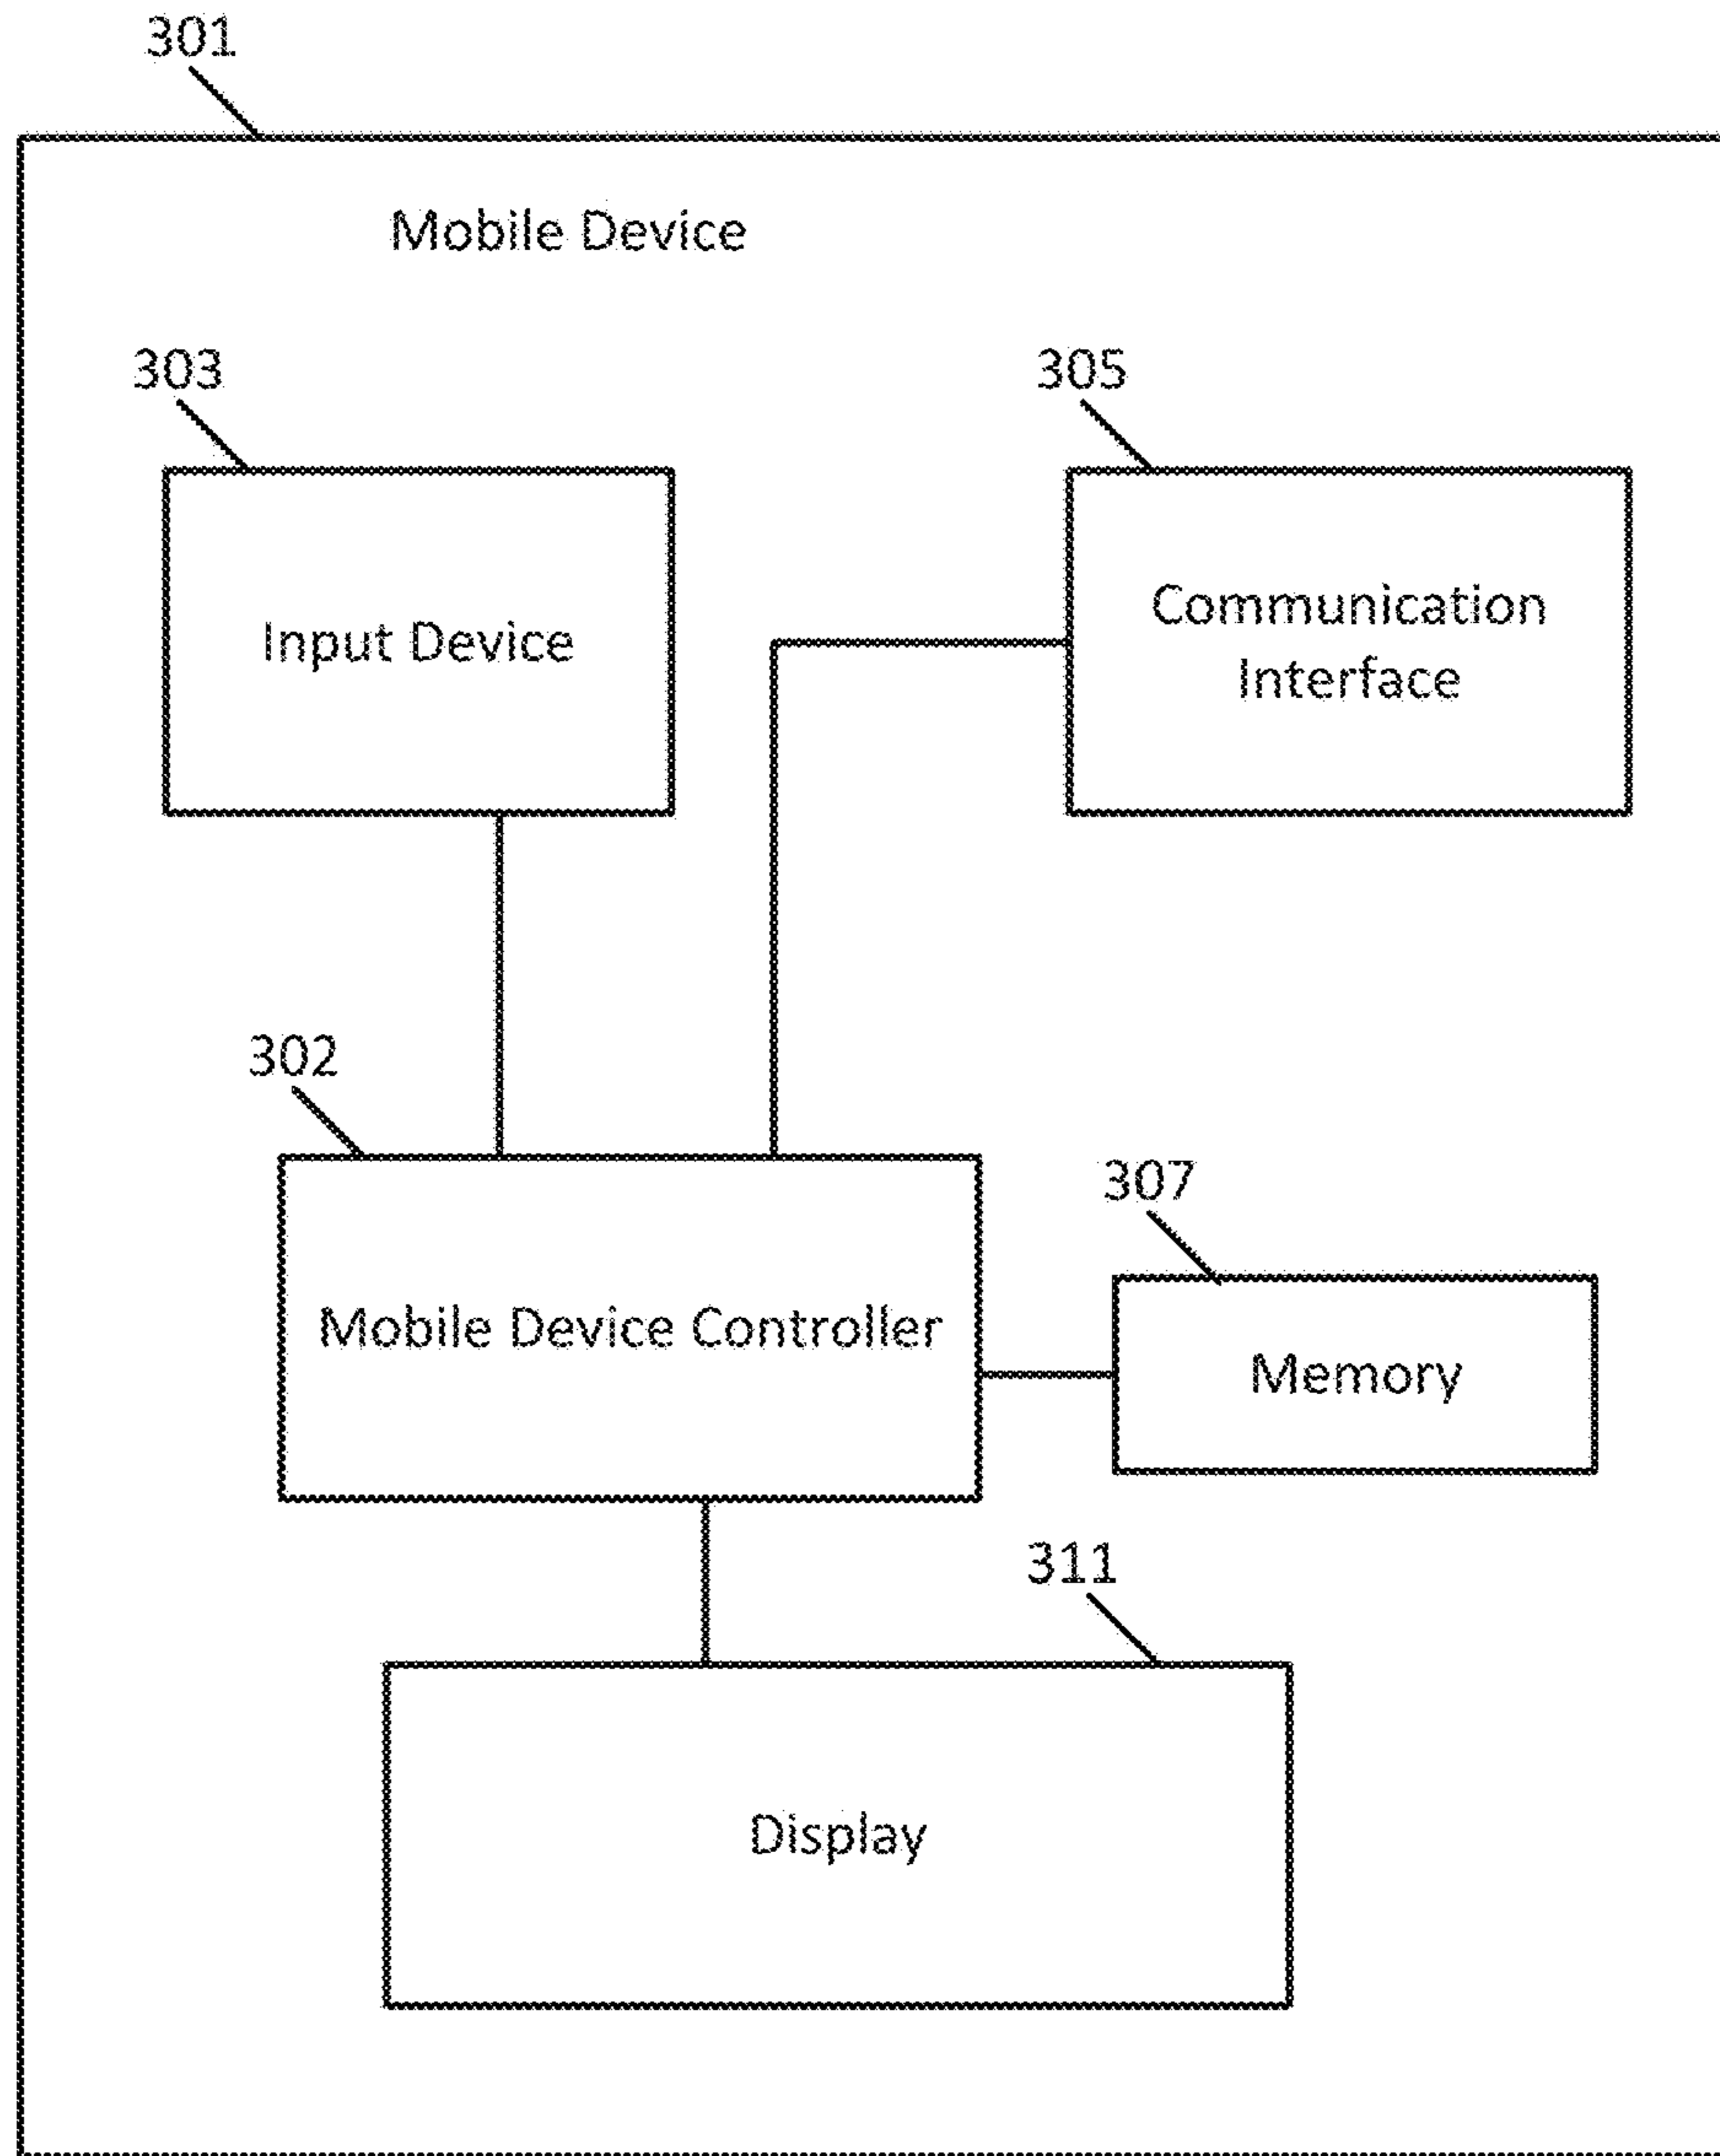 301
Mobile Device
303
305
Input Device
Communication
Interface
302
307
Mobile Device Controller
Memory
311
Display